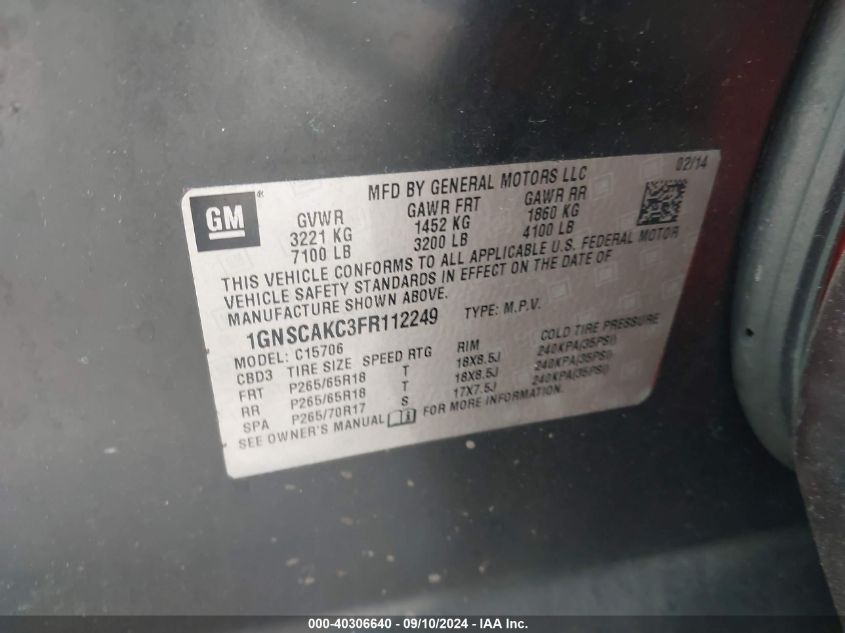 MFD BY GENERAL MOTORS LLC 02/14
GM ®
GVWR GAWR FRT GAWR RR
3221 KG 1452 KG 1860 KG
7100 LB 3200 LB 4100 LB
THIS VEHICLE CONFORMS TO ALL APPLICABLE U.S. FEDERAL MOTOR
VEHICLE SAFETY STANDARDS IN EFFECT ON THE DATE OF
MANUFACTURE SHOWN ABOVE.
1GNSCAKC3FR112249 TYPE: M.P.V.
MODEL: C15706
CBD3 TIRE SIZE SPEED RTG RIM COLD TIRE PRESSURE
FRT P265/65R18 T 18X8.5J 240KPA(35PSI)
RR P265/65R18 T 18X8.5J 240KPA(35PSI)
SPA P265/70R17 S 17X7.5J 240KPA(35PSI)
SEE OWNER'S MANUAL FOR MORE INFORMATION.
000-40306640 - 09/10/2024 - IAA Inc.